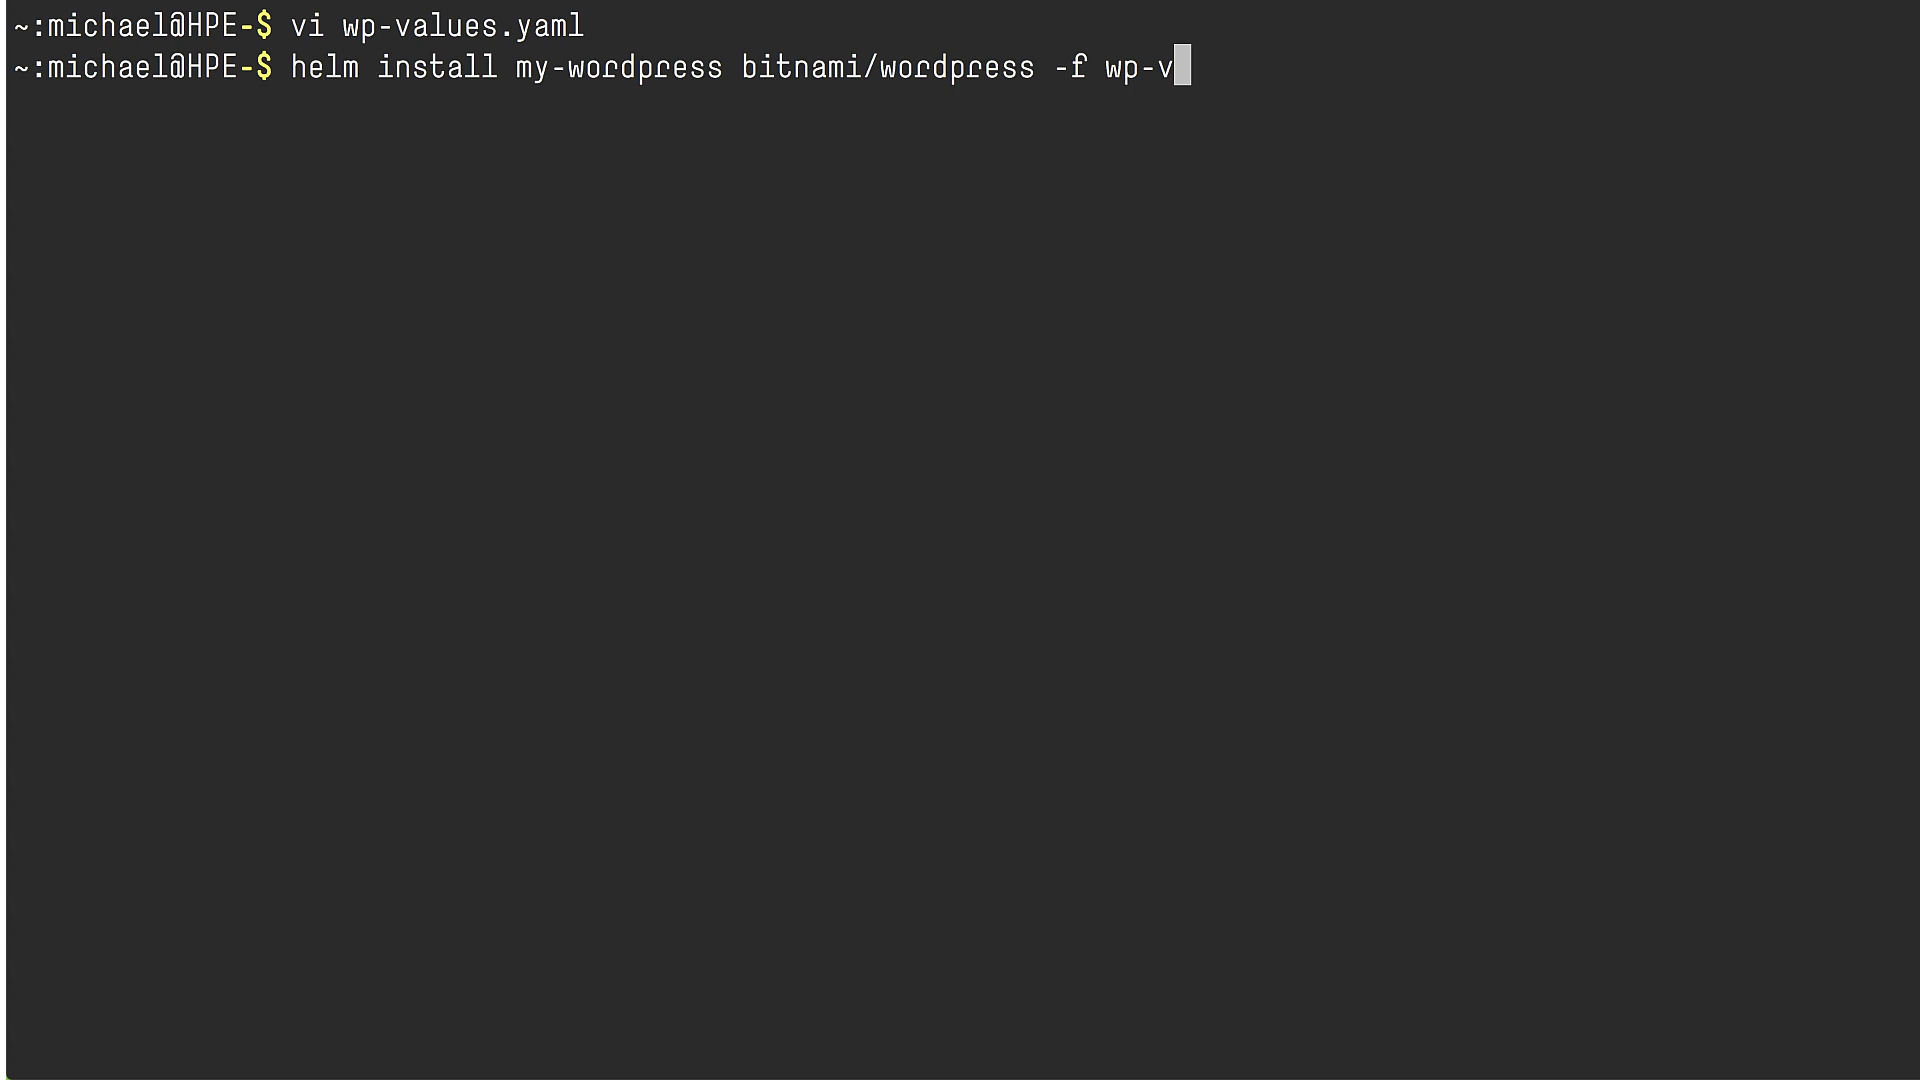 ~:michael@HPE-$ vi wp-values.yaml
~:michael@HPE-$ helm install my-wordpress bitnami/wordpress -f wp-v